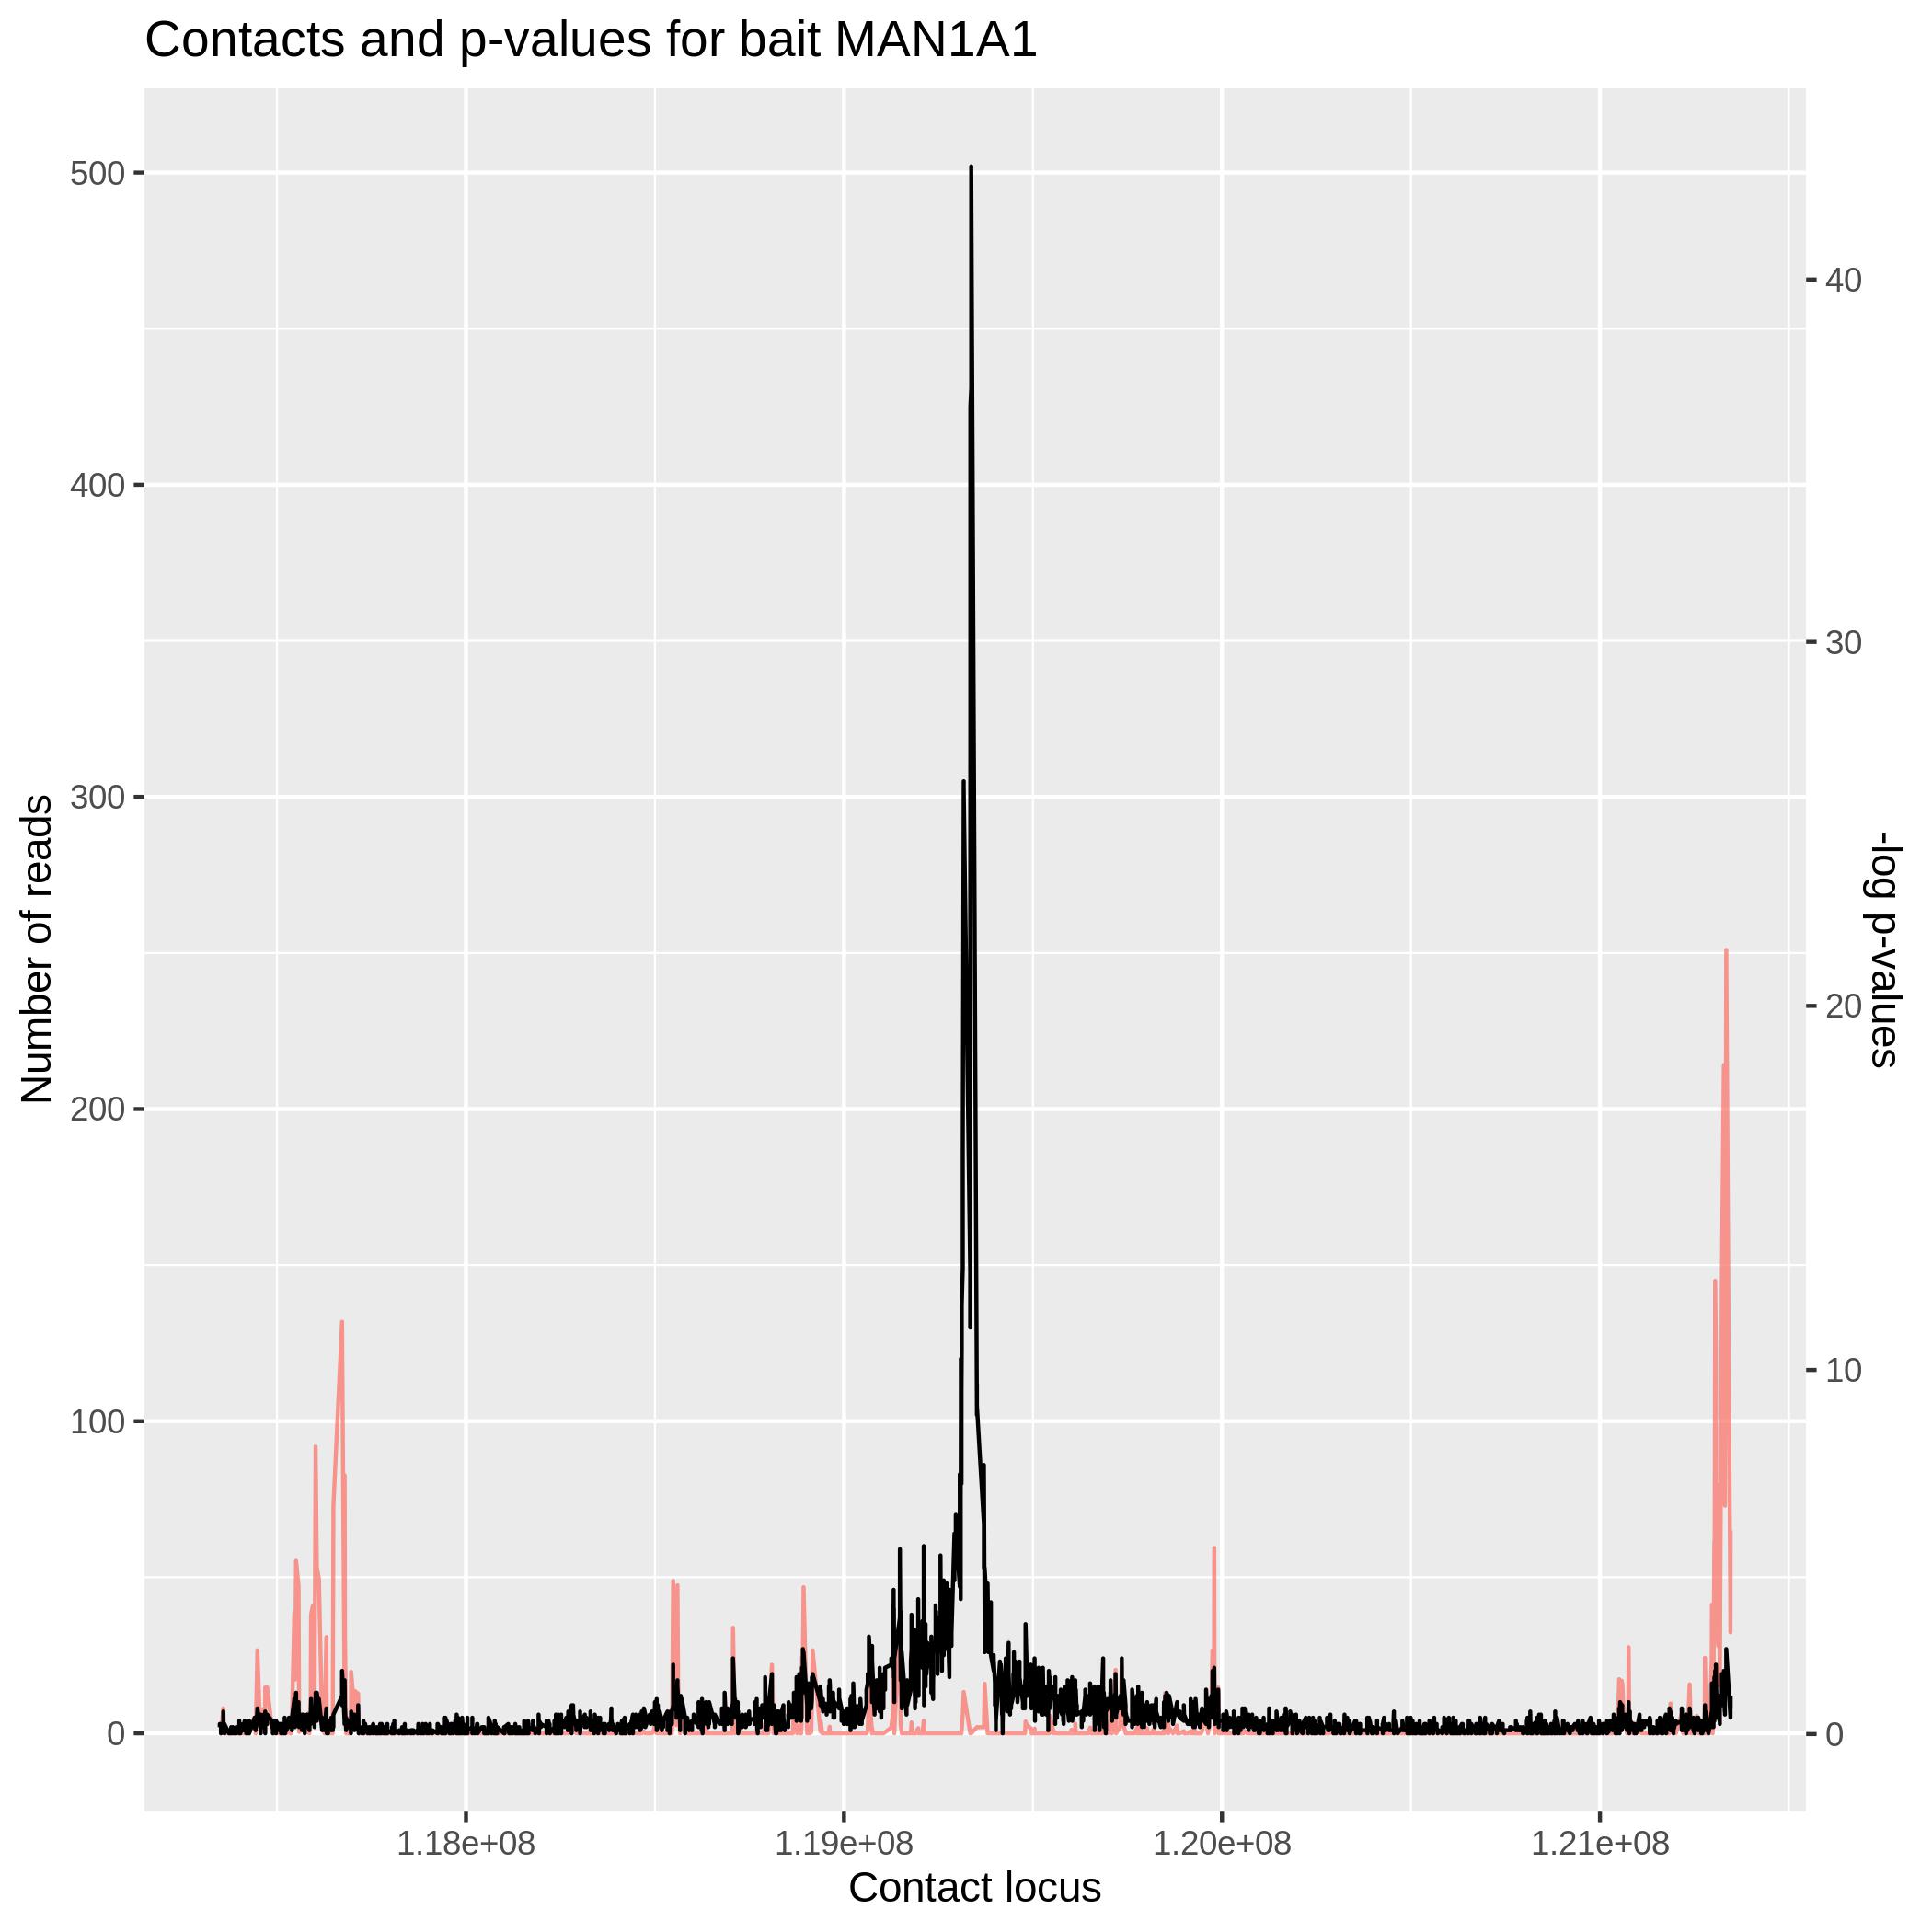 Contacts and p-values for bait MAN1A1
500
400
300
200
100
0
Number of reads
40
30
20
10
0
-log p-values
1.18e+08
1.19e+08
1.20e+08
1.21e+08
Contact locus